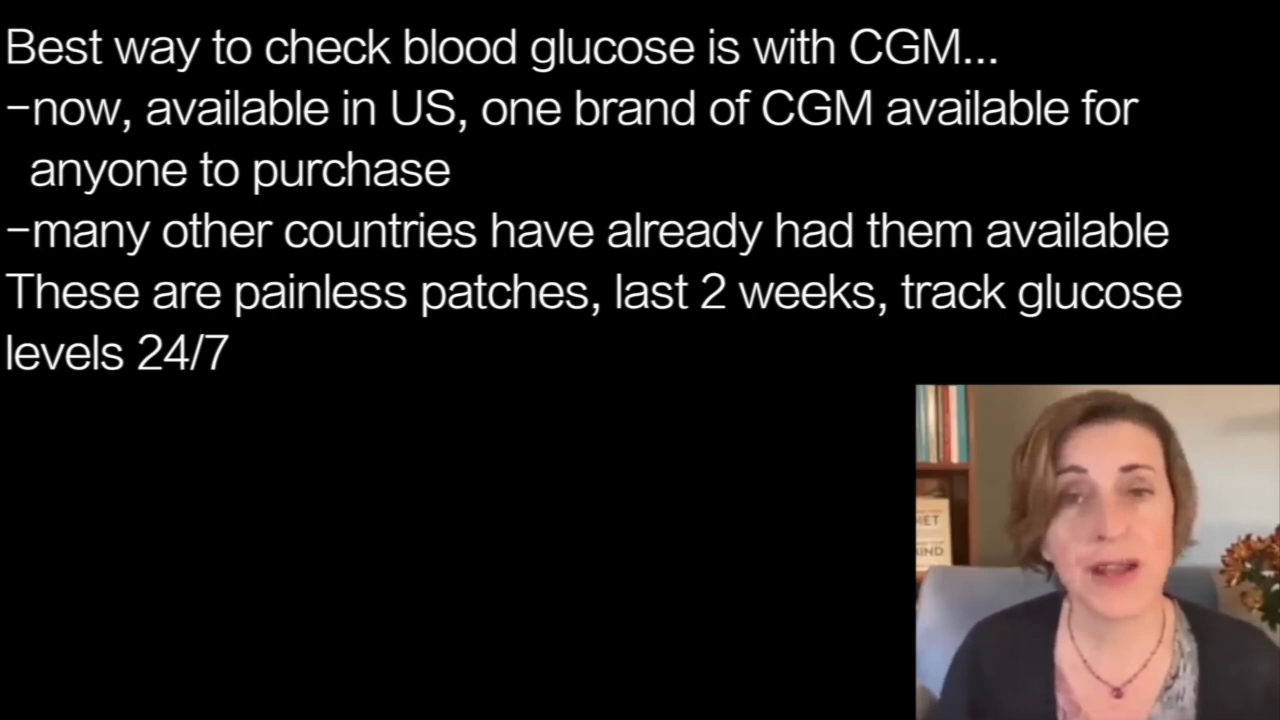 Best way to check blood glucose is with CGM...
–now, available in US, one brand of CGM available for
anyone to purchase
–many other countries have already had them available
These are painless patches, last 2 weeks, track glucose
levels 24/7
IET
IND